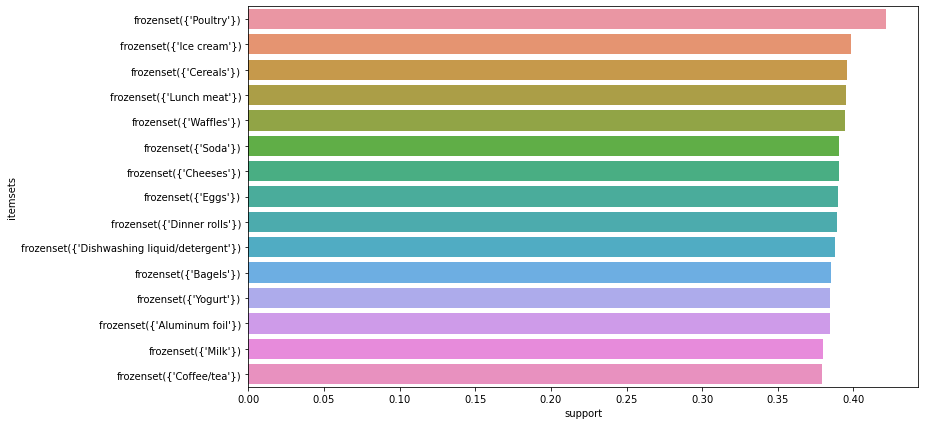 frozenset({'Poultry'})
frozenset({'Ice cream'})
frozenset({'Cereals'})
frozenset({'Lunch meat'})
frozenset({'Waffles'})
frozenset({'Soda'})
frozenset({'Cheeses'})
frozenset({'Eggs'})
frozenset({'Dinner rolls'})
frozenset({'Dishwashing liquid/detergent'})
frozenset({'Bagels'})
frozenset({'Yogurt'})
frozenset({'Aluminum foil'})
frozenset({'Milk'})
frozenset({'Coffee/tea'})
itemsets
0.00 0.05 0.10 0.15 0.20 0.25 0.30 0.35 0.40
support